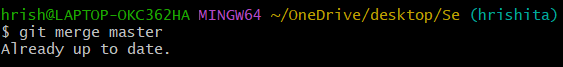 hrish@LAPTOP-OKC362HA MINGW64 ~/OneDrive/desktop/Se (hrishita)
$ git merge master
Already up to date.